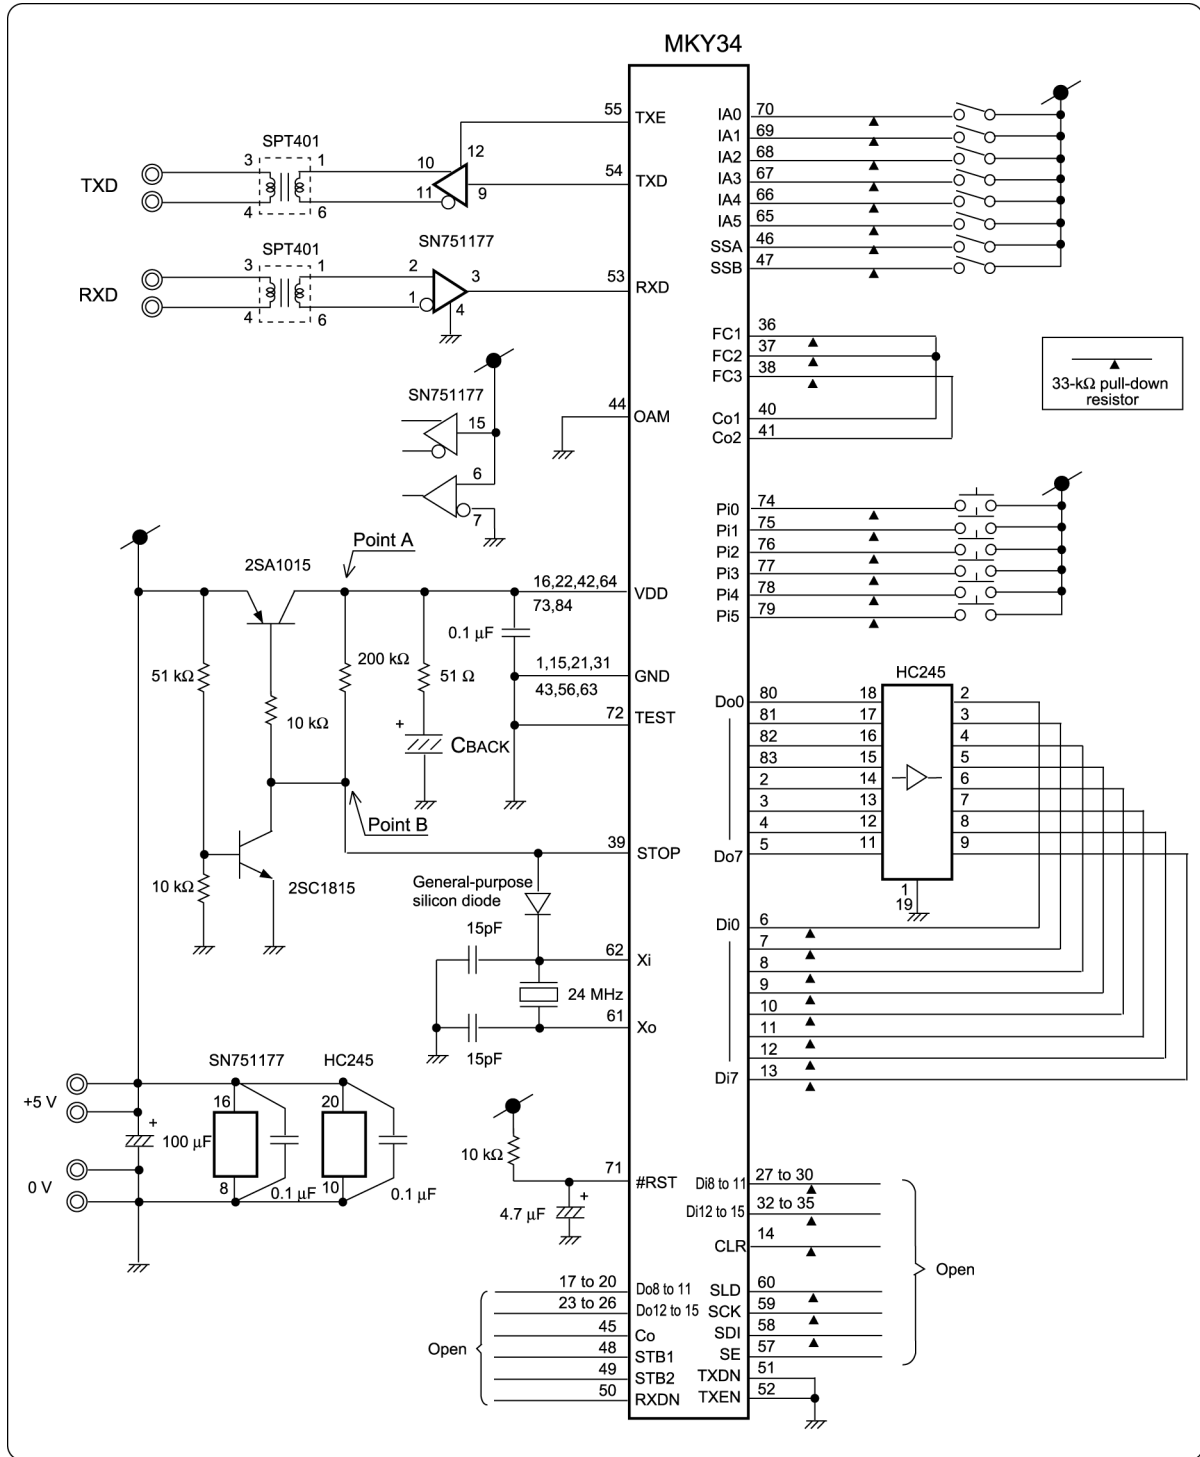 MKY34
55 TXE
12
SPT401
3 1 10
TXD
4 6 11 9
54 TXD
SPT401
SN751177
3 1 2 3
RXD
4 6 1 4
53 RXD
SN751177
15
6
7
44 OAM
Point A
2SA1015
16,22,42,64 VDD
73,84
0.1 µF
51 kΩ
10 kΩ
200 kΩ
51 Ω
+
CBACK
1,15,21,31 GND
43,56,63
72 TEST
Point B
39 STOP
10 kΩ
2SC1815
General-purpose
silicon diode
15pF
62 Xi
24 MHz
61 Xo
15pF
SN751177 HC245
+5 V
16 20
+
100 µF
0 V
8 0.1 µF 10 0.1 µF
10 kΩ
71 #RST
+
4.7 µF
17 to 20 Do8 to 11
23 to 26 Do12 to 15
45 Co
Open
48 STB1
49 STB2
50 RXDN
IA0 70
IA1 69
IA2 68
IA3 67
IA4 66
IA5 65
SSA 46
SSB 47
FC1 36
FC2 37
FC3 38
Co1 40
Co2 41
33-kΩ pull-down
resistor
Pi0 74
Pi1 75
Pi2 76
Pi3 77
Pi4 78
Pi5 79
HC245
Do0 80 18 2
81 17 3
82 16 4
83 15 5
2 14 6
3 13 7
4 12 8
Do7 5 11 9
1
19
Di0 6
7
8
9
10
11
12
Di7 13
Di8 to 11 27 to 30
Di12 to 15 32 to 35
CLR 14
Open
SLD 60
SCK 59
SDI 58
SE 57
TXDN 51
TXEN 52